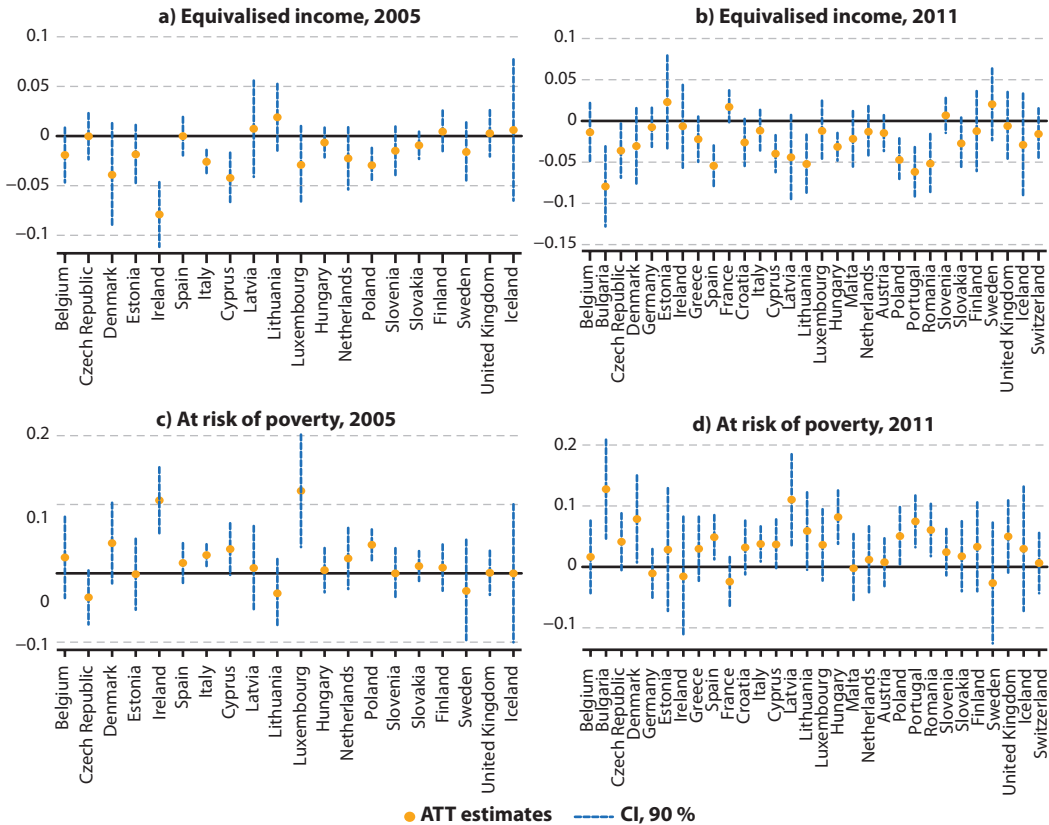 a) Equivalised income, 2005
0.1
0.05
0
−0.05
−0.1
Belgium
Czech Republic
Denmark
Estonia
Ireland
Spain
Italy
Cyprus
Latvia
Lithuania
Luxembourg
Hungary
Netherlands
Poland
Slovenia
Slovakia
Finland
Sweden
United Kingdom
Iceland
b) Equivalised income, 2011
0.1
0.05
0
−0.05
−0.1
−0.15
Belgium
Bulgaria
Czech Republic
Denmark
Germany
Estonia
Ireland
Greece
Spain
France
Croatia
Italy
Cyprus
Latvia
Lithuania
Luxembourg
Hungary
Malta
Netherlands
Austria
Poland
Portugal
Romania
Slovenia
Slovakia
Finland
Sweden
United Kingdom
Iceland
Switzerland
c) At risk of poverty, 2005
0.2
0.1
0
−0.1
Belgium
Czech Republic
Denmark
Estonia
Ireland
Spain
Italy
Cyprus
Latvia
Lithuania
Luxembourg
Hungary
Netherlands
Poland
Slovenia
Slovakia
Finland
Sweden
United Kingdom
Iceland
d) At risk of poverty, 2011
0.2
0.1
0
−0.1
Belgium
Bulgaria
Czech Republic
Denmark
Germany
Estonia
Ireland
Greece
Spain
France
Croatia
Italy
Cyprus
Latvia
Lithuania
Luxembourg
Hungary
Malta
Netherlands
Austria
Poland
Portugal
Romania
Slovenia
Slovakia
Finland
Sweden
United Kingdom
Iceland
Switzerland
ATT estimates
CI, 90 %